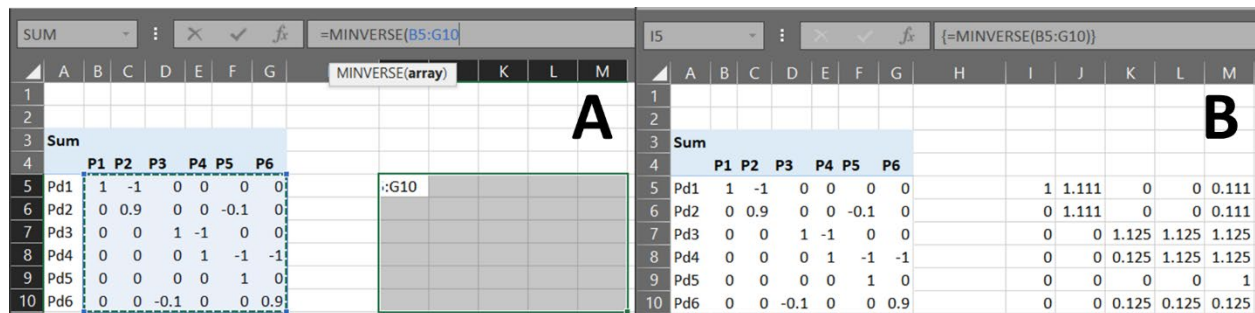 SUM fx =MINVERSE(B5:G10
A B C D E F G K L M
MINVERSE(array)
1
2
A
3 Sum
4 P1 P2 P3 P4 P5 P6
5 Pd1 1 -1 0 0 0 0 :G10
6 Pd2 0 0.9 0 0 -0.1 0
7 Pd3 0 0 1 -1 0 0
8 Pd4 0 0 0 1 -1 -1
9 Pd5 0 0 0 0 1 0
10 Pd6 0 0 -0.1 0 0 0.9
I5 fx {=MINVERSE(B5:G10)}
A B C D E F G H I J K L M
1
2
B
3 Sum
4 P1 P2 P3 P4 P5 P6
5 Pd1 1 -1 0 0 0 0 1 1.111 0 0 0.111
6 Pd2 0 0.9 0 0 -0.1 0 0 1.111 0 0 0.111
7 Pd3 0 0 1 -1 0 0 0 0 1.125 1.125 1.125
8 Pd4 0 0 0 1 -1 -1 0 0 0.125 1.125 1.125
9 Pd5 0 0 0 0 1 0 0 0 0 0 1
10 Pd6 0 0 -0.1 0 0 0.9 0 0 0.125 0.125 0.125